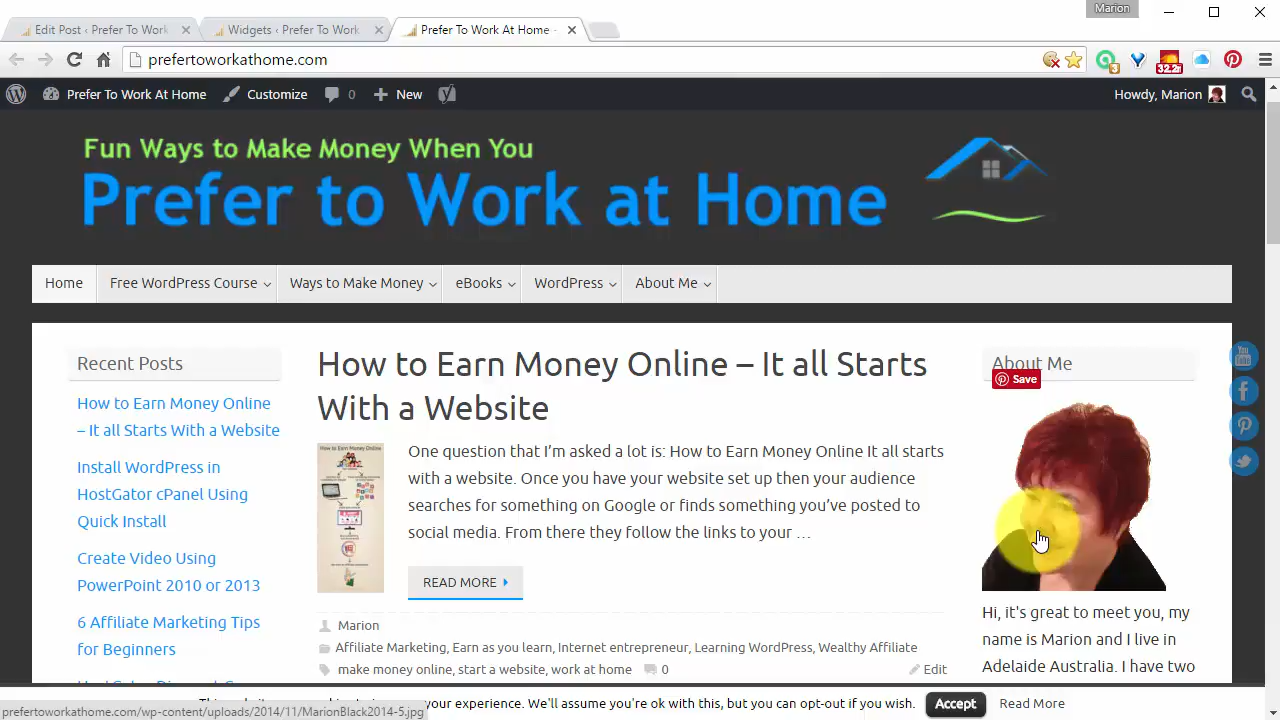 Marion
Edit Post ‹ Prefer To Work
Widgets ‹ Prefer To Work
Prefer To Work At Home -
prefertoworkathome.com
3
32.2
Prefer To Work At Home
Customize
0
New
Howdy, Marion
Fun Ways to Make Money When You
Prefer to Work at Home
Home
Free WordPress Course
Ways to Make Money
eBooks
WordPress
About Me
Recent Posts
How to Earn Money Online
– It all Starts With a Website
Install WordPress in
HostGator cPanel Using
Quick Install
Create Video Using
PowerPoint 2010 or 2013
6 Affiliate Marketing Tips
for Beginners
How to Earn Money Online – It all Starts
With a Website
How to Earn Money Online
One question that I’m asked a lot is: How to Earn Money Online It all starts
with a website. Once you have your website set up then your audience
searches for something on Google or finds something you’ve posted to
social media. From there they follow the links to your …
READ MORE
Marion
Affiliate Marketing, Earn as you learn, Internet entrepreneur, Learning WordPress, Wealthy Affiliate
make money online, start a website, work at home
0
Edit
About Me
Save
Hi, it's great to meet you, my
name is Marion and I live in
Adelaide Australia. I have two
You Tube
your experience. We'll assume you're ok with this, but you can opt-out if you wish.
Accept
Read More
prefertoworkathome.com/wp-content/uploads/2014/11/MarionBlack2014-5.jpg